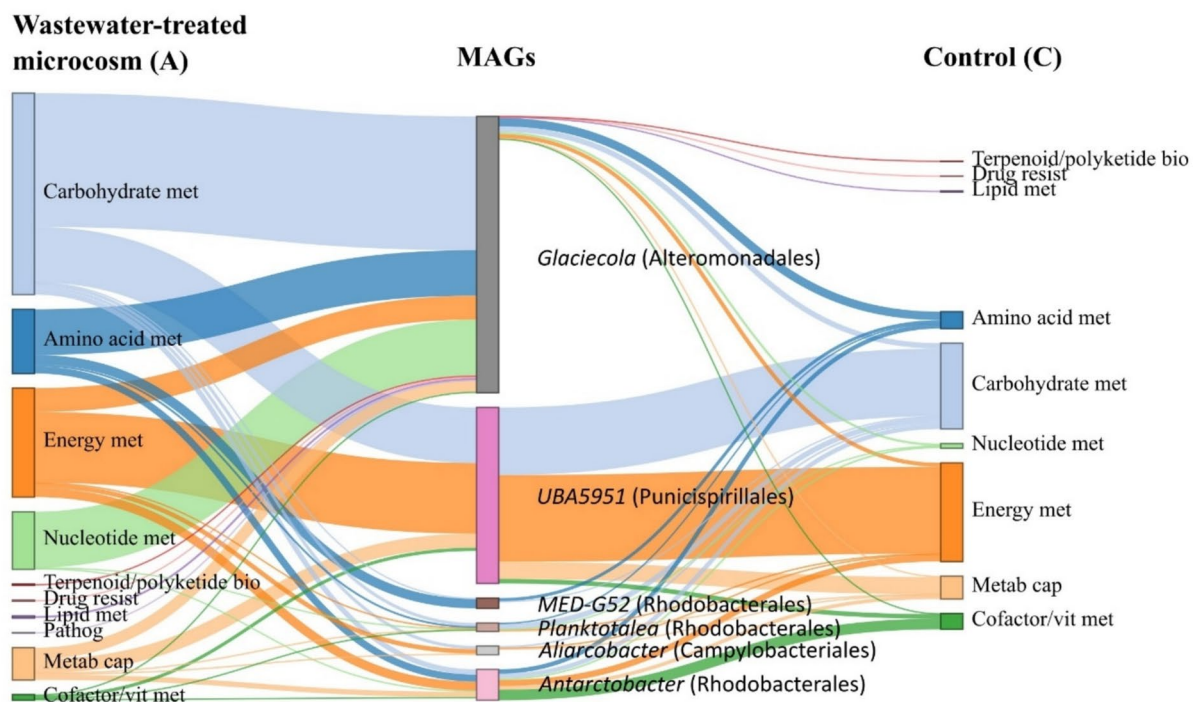 Wastewater-treated
microcosm (A)
MAGs
Control (C)
Carbohydrate met
Amino acid met
Energy met
Nucleotide met
Terpenoid/polyketide bio
Drug resist
Lipid met
Pathog
Metab cap
Cofactor/vit met
Glaciecola (Alteromonadales)
UBA5951 (Punicispirillales)
MED-G52 (Rhodobacterales)
Planktotalea (Rhodobacterales)
Aliarcobacter (Campylobacteriales)
Antarctobacter (Rhodobacterales)
Terpenoid/polyketide bio
Drug resist
Lipid met
Amino acid met
Carbohydrate met
Nucleotide met
Energy met
Metab cap
Cofactor/vit met